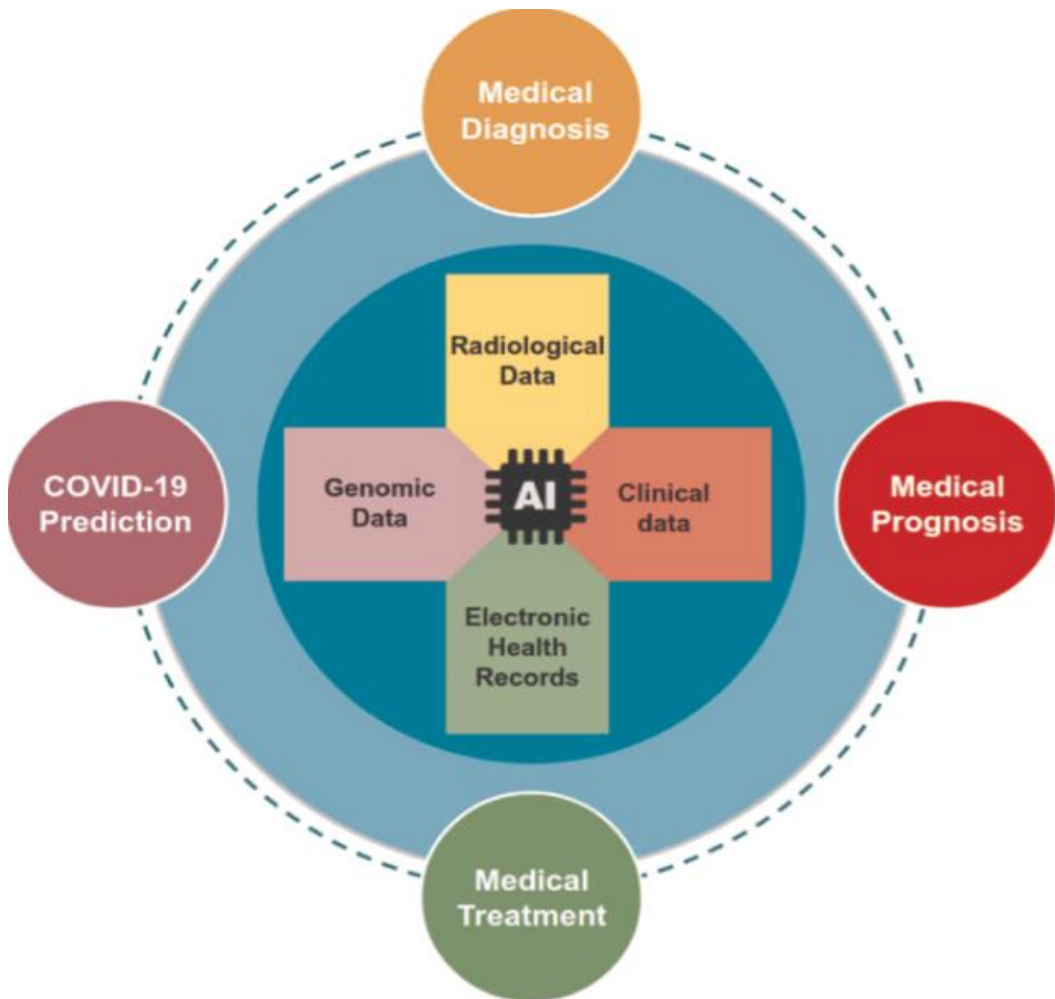 Medical
Diagnosis
Radiological
Data
COVID-19
Prediction
Genomic
Data
AI
Clinical
data
Medical
Prognosis
Electronic
Health
Records
Medical
Treatment